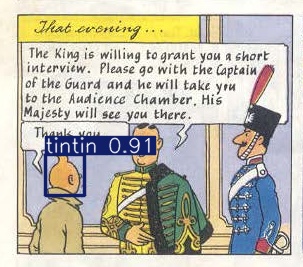 That evening...
The King is willing to grant you a short
interview. Please go with the Captain
of the Guard and he will take you
to the Audience Chamber. His
Majesty will see you there.
Thank you
tintin 0.91